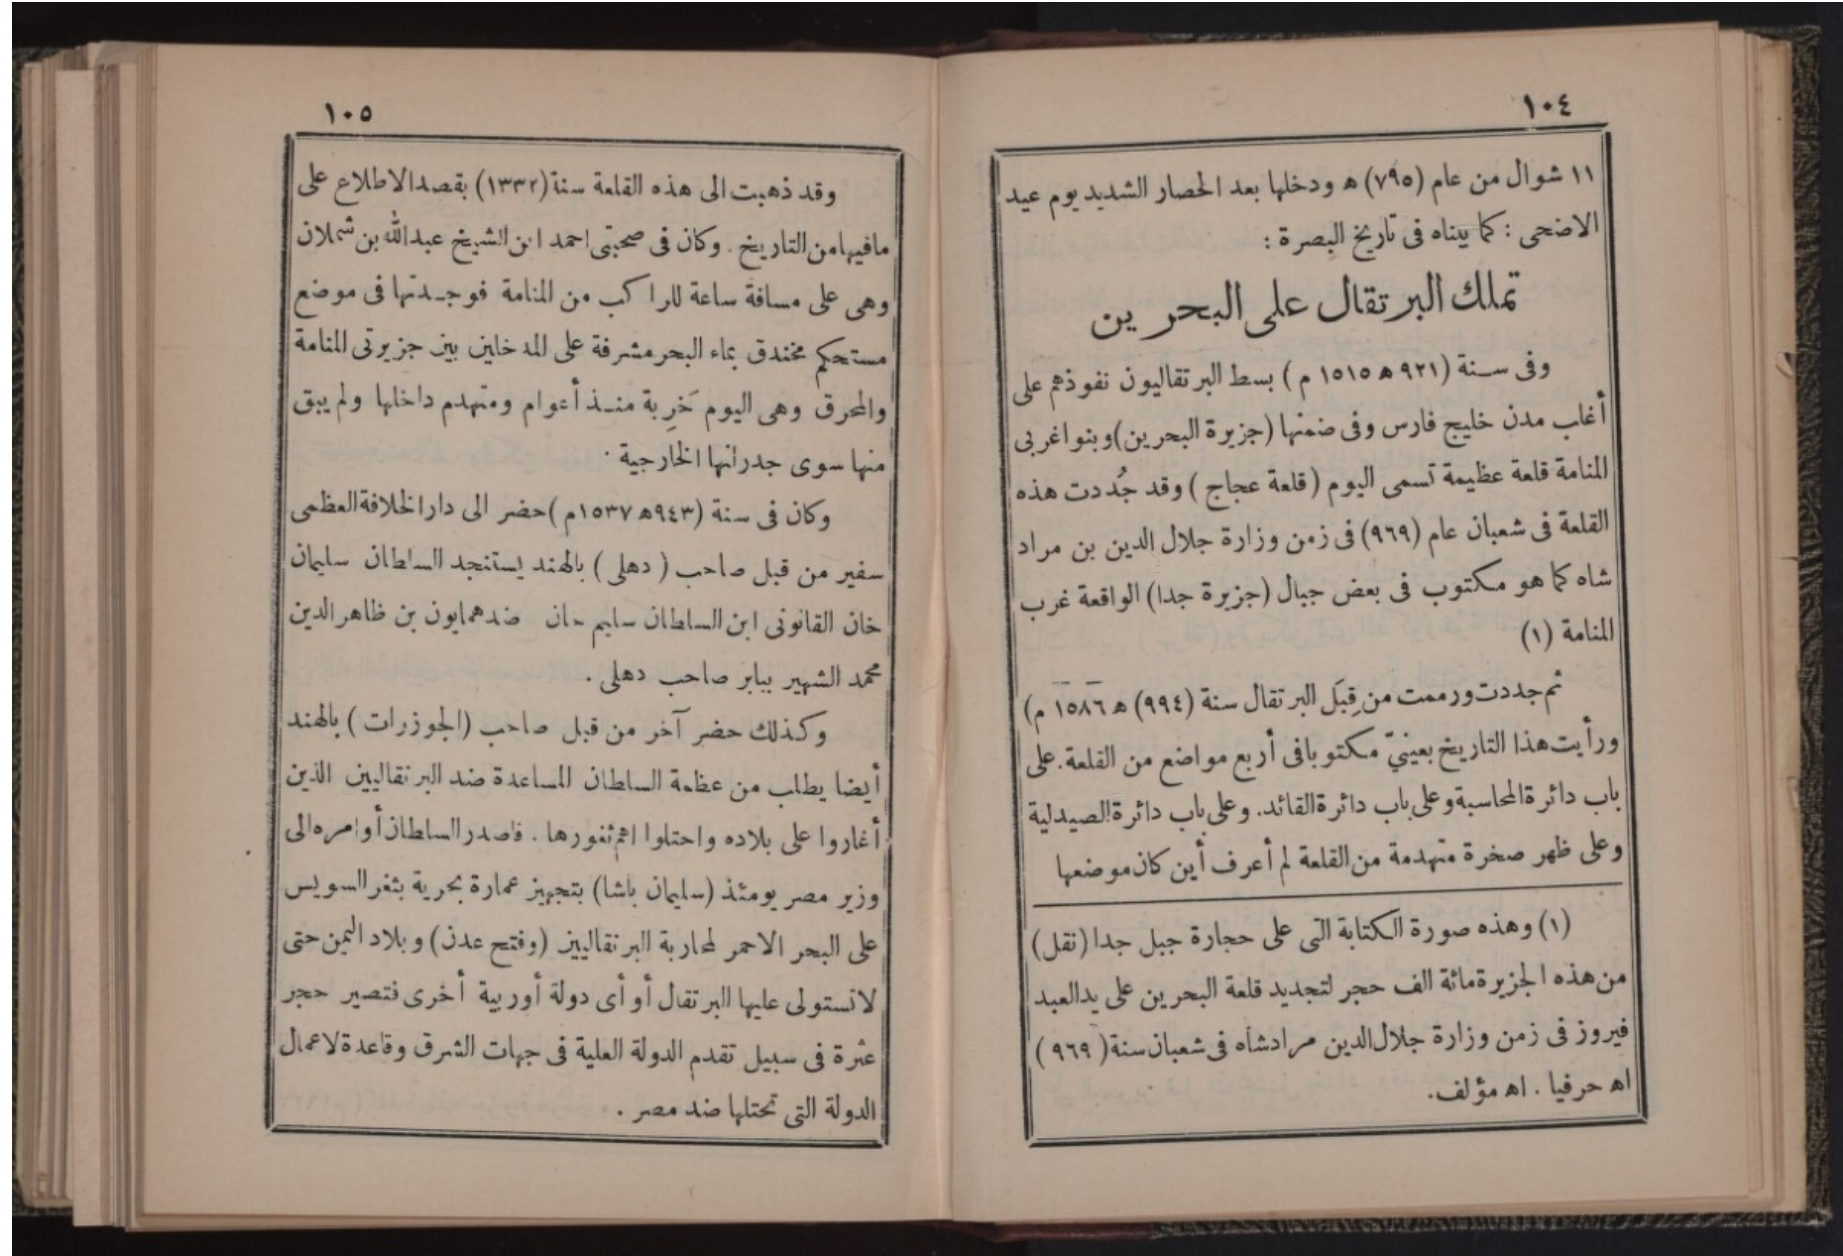 ١٠٤
١١ شوال من عام (٧٩٥) ه ودخلها بعد الحصار الشديد يوم عيد
الاضحى : كما بيناه فى تاريخ البصرة :
تملك البرتقال على البحرين
وفى سنة (٩٢١ ه ١٥١٥ م ) بسط البرتقاليون نفوذهم على
أغاب مدن خليج فارس وفى ضمنها (جزيرة البحرين) وبنوا غربى
المنامة قلعة عظيمة تسمى اليوم ( قلعة عجاج ) وقد جُددت هذه
القلعة فى شعبان عام (٩٦٩) فى زمن وزارة جلال الدين بن مراد
شاه كما هو مكتوب فى بعض جبال (جزيرة جدا) الواقعة غرب
المنامة (١)
ثم جددت ورممت من قِبَل البرتقال سنة (٩٩٤) ه ١٥٨٦ م)
ورأيت هذا التاريخ بعينيّ مكتوبا فى أربع مواضع من القلعة. على
باب دائرة المحاسبة وعلى باب دائرة القائد. وعلى باب دائرة الصيدلية
وعلى ظهر صخرة متهدمة من القلعة لم أعرف أين كان موضعها
(١) وهذه صورة الكتابة التى على حجارة جبل جدا (نقل)
من هذه الجزيرة مائة الف حجر لتجديد قلعة البحرين على يد العبد
فيروز فى زمن وزارة جلال الدين مرادشاه فى شعبان سنة (٩٦٩)
اه حرفيا . اه مؤلف.
١٠٥
وقد ذهبت الى هذه القلعة سنة (١٣٣٢) بقصد الاطلاع على
مافيها من التاريخ . وكان فى صحبتى احمد ابن الشيخ عبدالله بن شملان
وهى على مسافة ساعة للراكب من المنامة فوجدتها فى موضع
مستحكم مخندق بماء البحر مشرفة على المدخلين بين جزيرتى المنامة
والمحرق وهى اليوم خَرِبة منذ أعوام ومتهدم داخلها ولم يبق
منها سوى جدرانها الخارجية .
وكان فى سنة (٩٤٣ه ١٥٣٧م) حضر الى دار الخلافة العظمى
سفير من قبل صاحب ( دهلى ) بالهند يستنجد السلطان سليمان
خان القانونى ابن السلطان سليم خان ضد همايون بن ظاهر الدين
محمد الشهير ببابر صاحب دهلى .
وكذلك حضر آخر من قبل صاحب (الجوزرات ) بالهند
أيضا يطلب من عظمة السلطان المساعدة ضد البرتقاليين الذين
أغاروا على بلاده واحتلوا اهم ثغورها . فاصدر السلطان أوامره الى
وزير مصر يومئذ (سليمان باشا) بتجهيز عمارة بحرية بثغر السويس
على البحر الاحمر لمحاربة البرتقاليين (وفتح عدن) وبلاد اليمن حتى
لاتستولى عليها البرتقال أو أى دولة أوربية أخرى فتصير حجر
عثرة فى سبيل تقدم الدولة العلية فى جهات الشرق وقاعدة لاعمال
الدولة التى تحتلها ضد مصر .